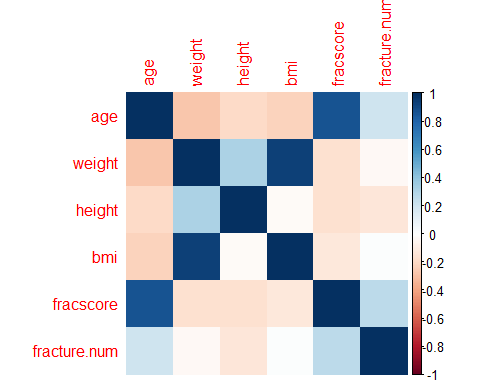 age
weight
height
bmi
fracscore
fracture.num
age
weight
height
bmi
fracscore
fracture.num
1
0.8
0.6
0.4
0.2
0
-0.2
-0.4
-0.6
-0.8
-1